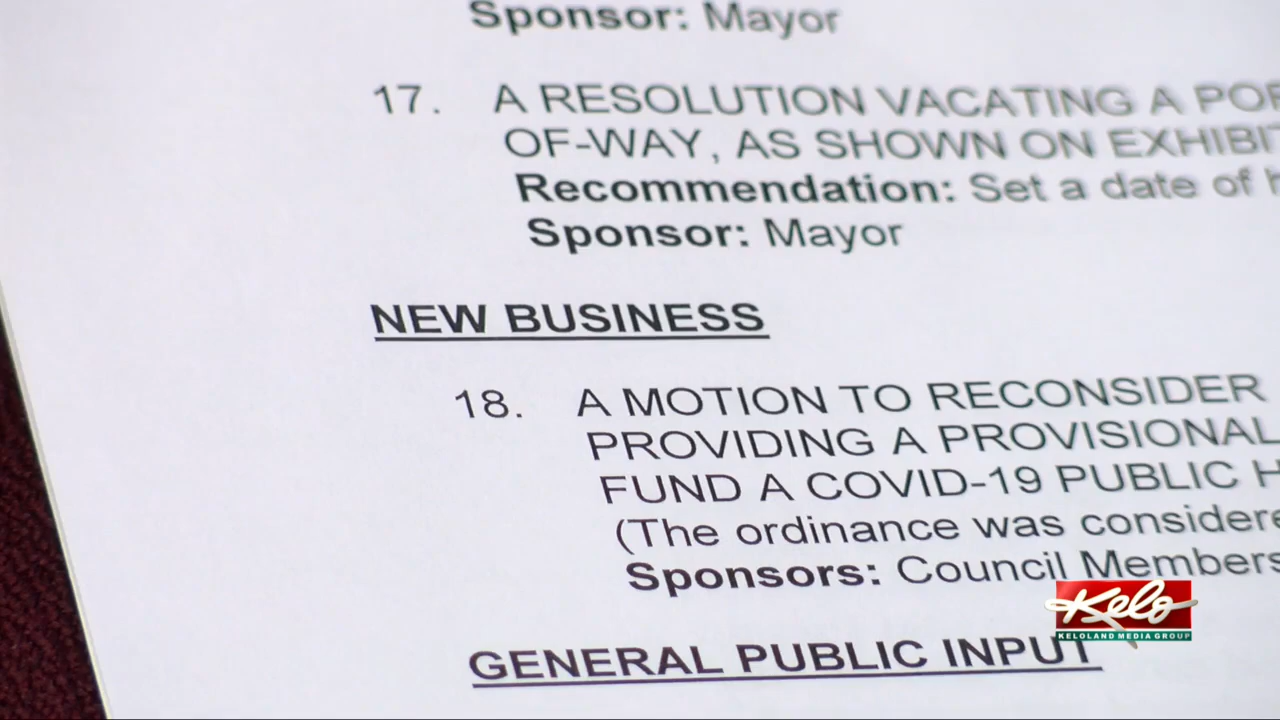 Sponsor: Mayor
17. A RESOLUTION VACATING A
OF-WAY, AS SHOWN ON EXHIBIT
Recommendation: Set a date of
Sponsor: Mayor
NEW BUSINESS
18. A MOTION TO RECONSIDER
PROVIDING A PROVISIONAL
FUND A COVID-19 PUBLIC
(The ordinance was considere
Sponsors: Council Members
Kelo
KELOLAND MEDIA GROUP
GENERAL PUBLIC INPUT